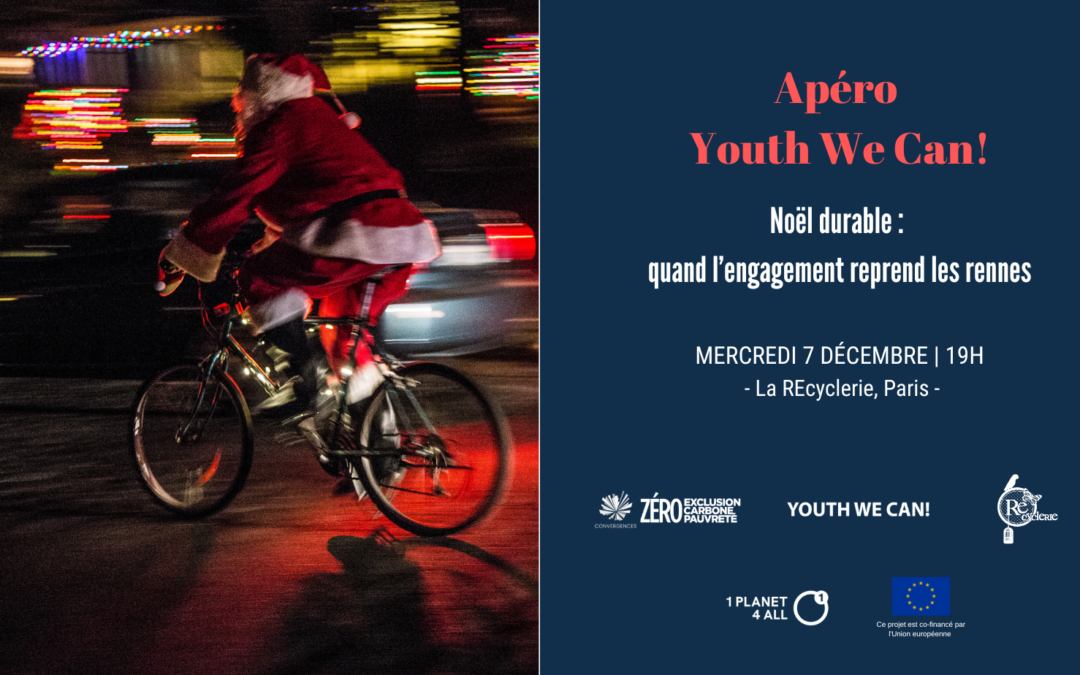 Apéro
Youth We Can!
Noël durable :
quand l'engagement reprend les rennes
MERCREDI 7 DÉCEMBRE | 19H
- La REcyclerie, Paris -
CONVERGENCES
ZÉRO
EXCLUSION
CARBONE
PAUVRETÉ
YOUTH WE CAN!
REcyclerie
1 PLANET
4 ALL
1
Ce projet est co-financé par
l'Union européenne